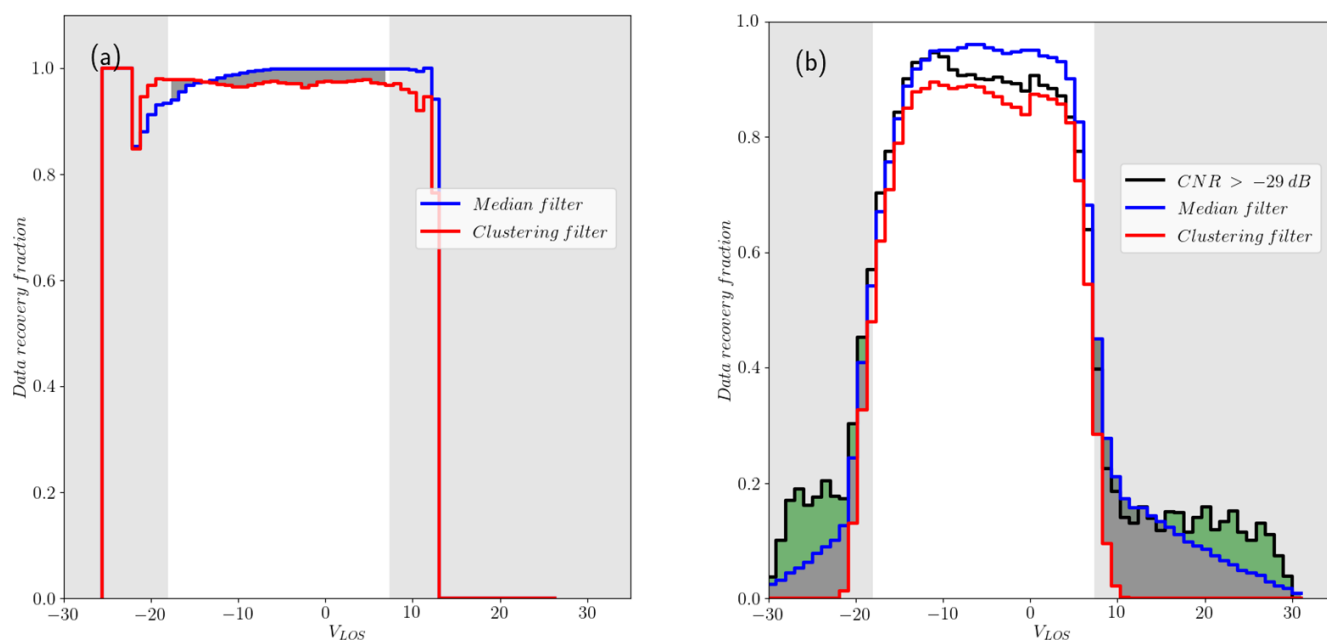 (a)
1.0
0.8
0.6
0.4
0.2
0.0
Data recovery fraction
Median filter
Clustering filter
−30 −20 −10 0 10 20 30
V_LOS
(b)
1.0
0.8
0.6
0.4
0.2
0.0
Data recovery fraction
CNR > −29 dB
Median filter
Clustering filter
−30 −20 −10 0 10 20 30
V_LOS